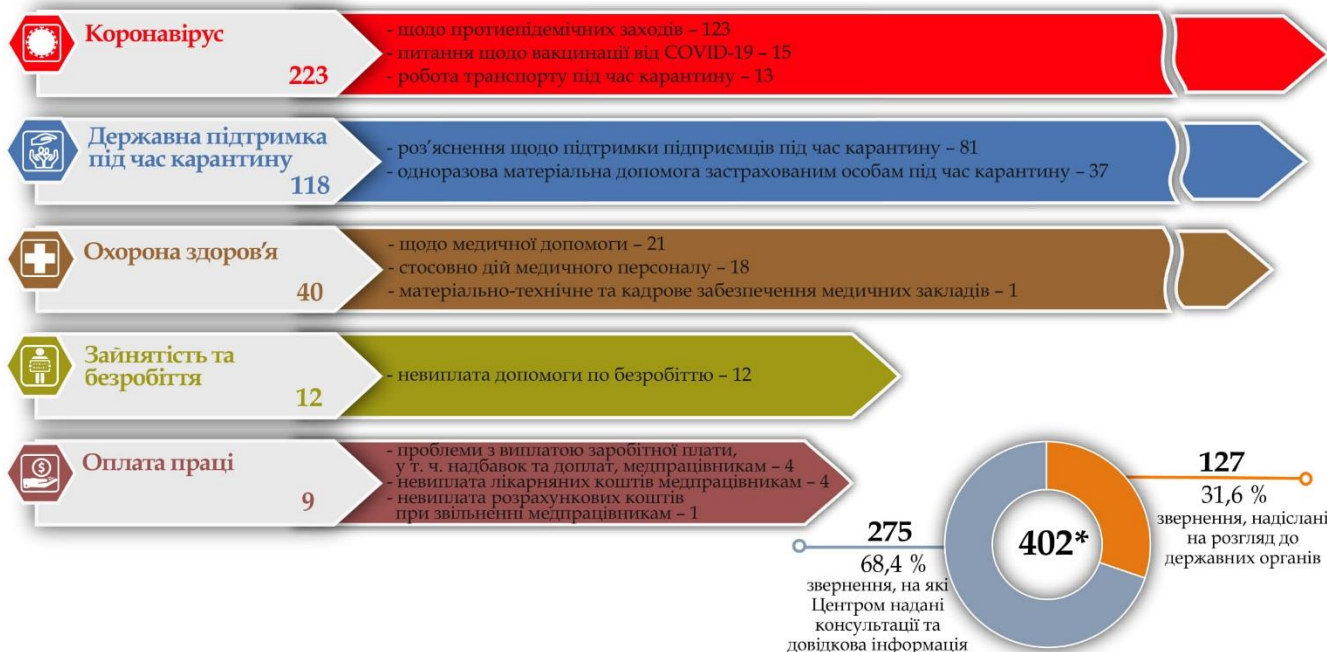 Коронавірус
223
- щодо протиепідемічних заходів – 123
- питання щодо вакцинації від COVID-19 – 15
- робота транспорту під час карантину – 13
Державна підтримка
під час карантину
118
- роз’яснення щодо підтримки підприємців під час карантину – 81
- одноразова матеріальна допомога застрахованим особам під час карантину – 37
Охорона здоров’я
40
- щодо медичної допомоги – 21
- стосовно дій медичного персоналу – 18
- матеріально-технічне та кадрове забезпечення медичних закладів – 1
Зайнятість та
безробіття
12
- невиплата допомоги по безробіттю – 12
Оплата праці
9
- проблеми з виплатою заробітної плати,
у т. ч. надбавок та доплат, медпрацівникам – 4
- невиплата лікарняних коштів медпрацівникам – 4
- невиплата розрахункових коштів
при звільненні медпрацівникам – 1
402*
127
31,6 %
звернення, надіслані
на розгляд до
державних органів
275
68,4 %
звернення, на які
Центром надані
консультації та
довідкова інформація